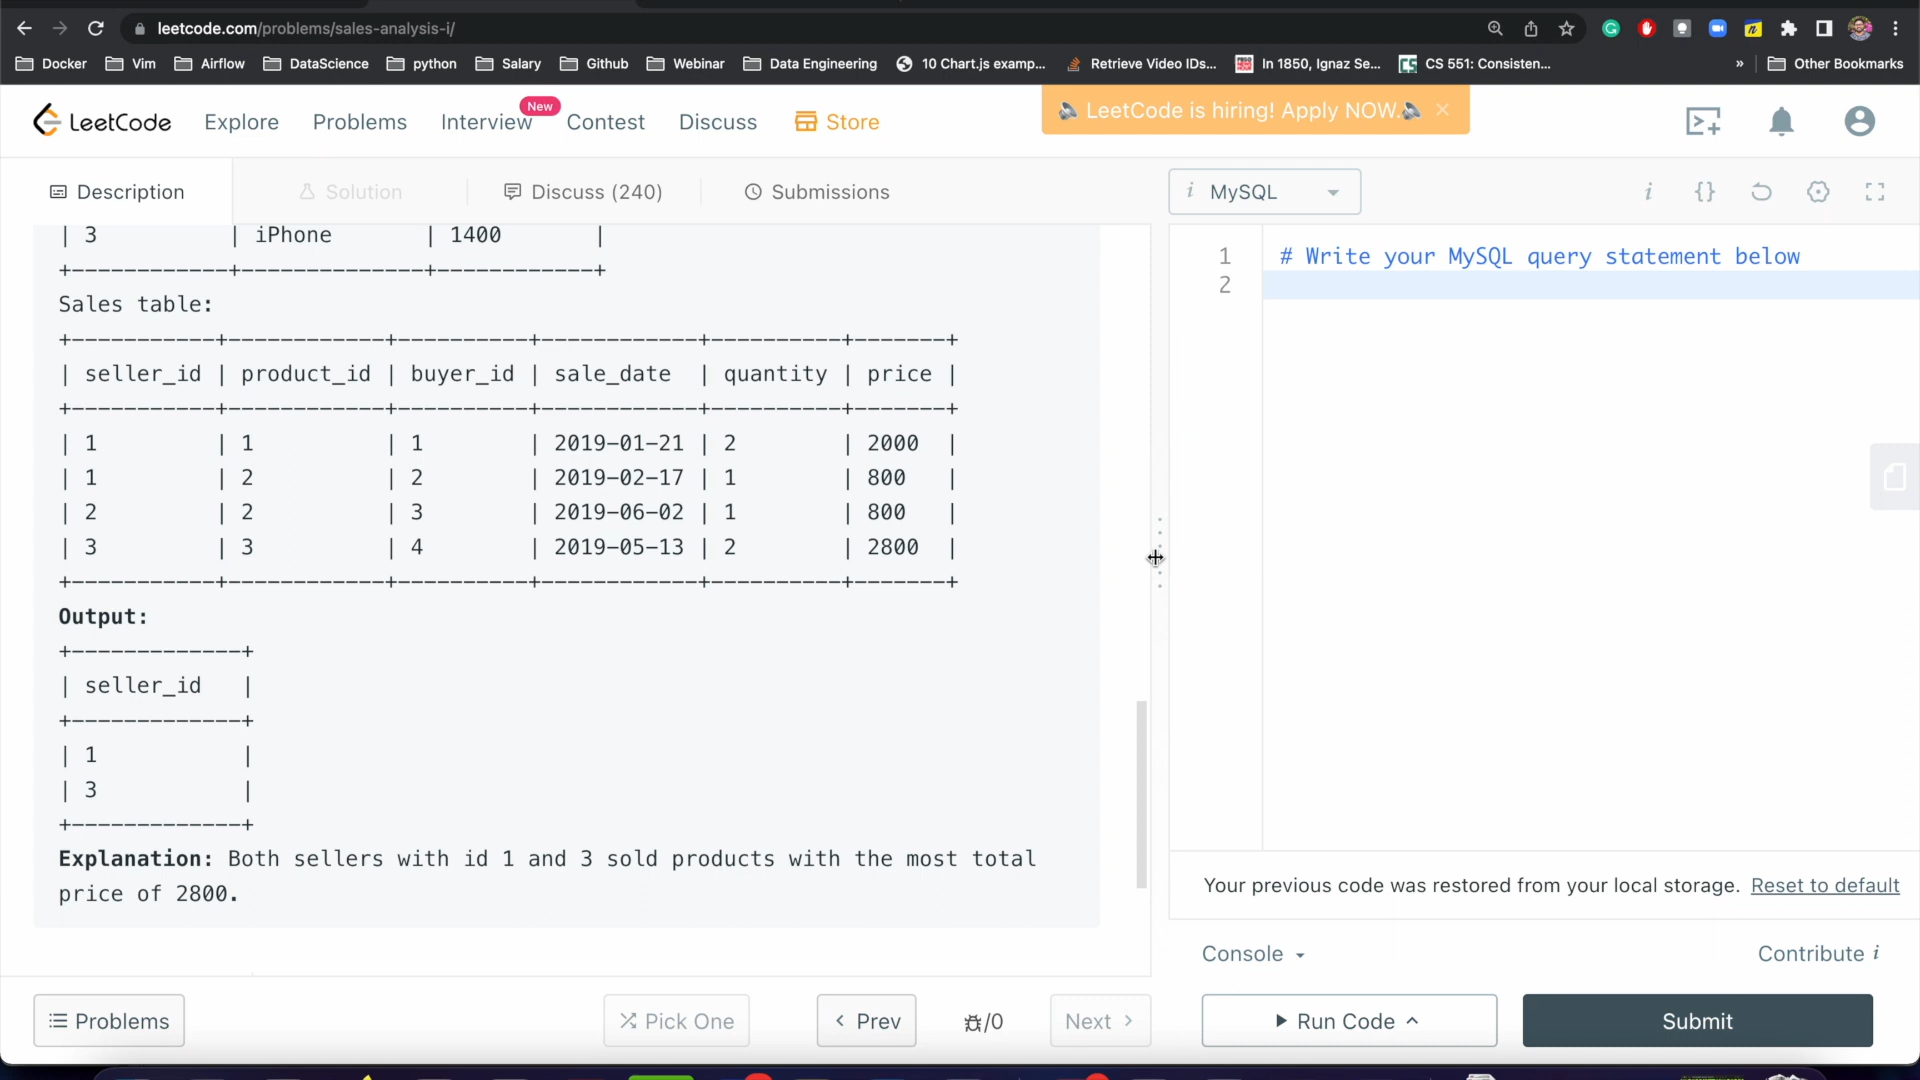 leetcode.com/problems/sales-analysis-i/
Docker Vim Airflow DataScience python Salary Github Webinar Data Engineering 10 Chart.js examp... Retrieve Video IDs... In 1850, Ignaz Se... CS 551: Consisten... » Other Bookmarks
LeetCode Explore Problems Interview New Contest Discuss Store LeetCode is hiring! Apply NOW.
Description Solution Discuss (240) Submissions
i MySQL
| 3 | iPhone | 1400 |
+------------+--------------+------------+
Sales table:
+-----------+------------+----------+------------+----------+-------+
| seller_id | product_id | buyer_id | sale_date | quantity | price |
+-----------+------------+----------+------------+----------+-------+
| 1 | 1 | 1 | 2019-01-21 | 2 | 2000 |
| 1 | 2 | 2 | 2019-02-17 | 1 | 800 |
| 2 | 2 | 3 | 2019-06-02 | 1 | 800 |
| 3 | 3 | 4 | 2019-05-13 | 2 | 2800 |
+-----------+------------+----------+------------+----------+-------+
Output:
+-------------+
| seller_id |
+-------------+
| 1 |
| 3 |
+-------------+
Explanation: Both sellers with id 1 and 3 sold products with the most total
price of 2800.
1 # Write your MySQL query statement below
2
Your previous code was restored from your local storage. Reset to default
Console Contribute i
Problems Pick One Prev /0 Next Run Code Submit